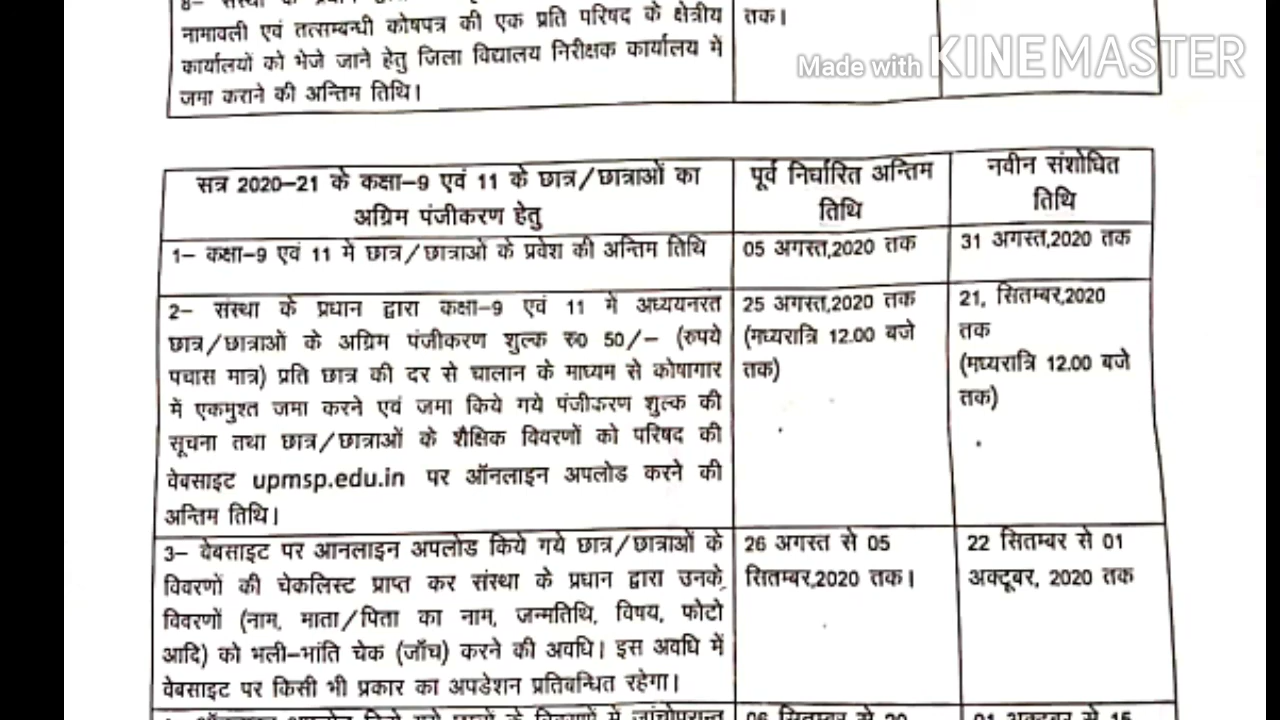 नामावली एवं तत्सम्बन्धी कोषपत्र की एक प्रति परिषद के क्षेत्रीय
कार्यालयों को भेजे जाने हेतु जिला विद्यालय निरीक्षक कार्यालय में
जमा कराने की अन्तिम तिथि।
तक।
Made with KINEMASTER
सत्र 2020-21 के कक्षा-9 एवं 11 के छात्र/छात्राओं का
अग्रिम पंजीकरण हेतु
पूर्व निर्धारित अन्तिम
तिथि
नवीन संशोधित
तिथि
1- कक्षा-9 एवं 11 में छात्र/छात्राओं के प्रवेश की अन्तिम तिथि
05 अगस्त,2020 तक
31 अगस्त,2020 तक
2- संस्था के प्रधान द्वारा कक्षा-9 एवं 11 में अध्ययनरत
छात्र/छात्राओं के अग्रिम पंजीकरण शुल्क रु0 50/- (रुपये
पचास मात्र) प्रति छात्र की दर से चालान के माध्यम से कोषागार
में एकमुश्त जमा करने एवं जमा किये गये पंजीकरण शुल्क की
सूचना तथा छात्र/छात्राओं के शैक्षिक विवरणों को परिषद की
वेबसाइट upmsp.edu.in पर ऑनलाइन अपलोड करने की
अन्तिम तिथि।
25 अगस्त,2020 तक
(मध्यरात्रि 12.00 बजे
तक)
21, सितम्बर,2020
तक
(मध्यरात्रि 12.00 बजे
तक)
3- वेबसाइट पर आनलाइन अपलोड किये गये छात्र/छात्राओं के
विवरणों की चेकलिस्ट प्राप्त कर संस्था के प्रधान द्वारा उनके
विवरणों (नाम, माता/पिता का नाम, जन्मतिथि, विषय, फोटो
आदि) को भली-भांति चेक (जाँच) करने की अवधि। इस अवधि में
वेबसाइट पर किसी भी प्रकार का अपडेशन प्रतिबन्धित रहेगा।
26 अगस्त से 05
सितम्बर,2020 तक।
22 सितम्बर से 01
अक्टूबर, 2020 तक